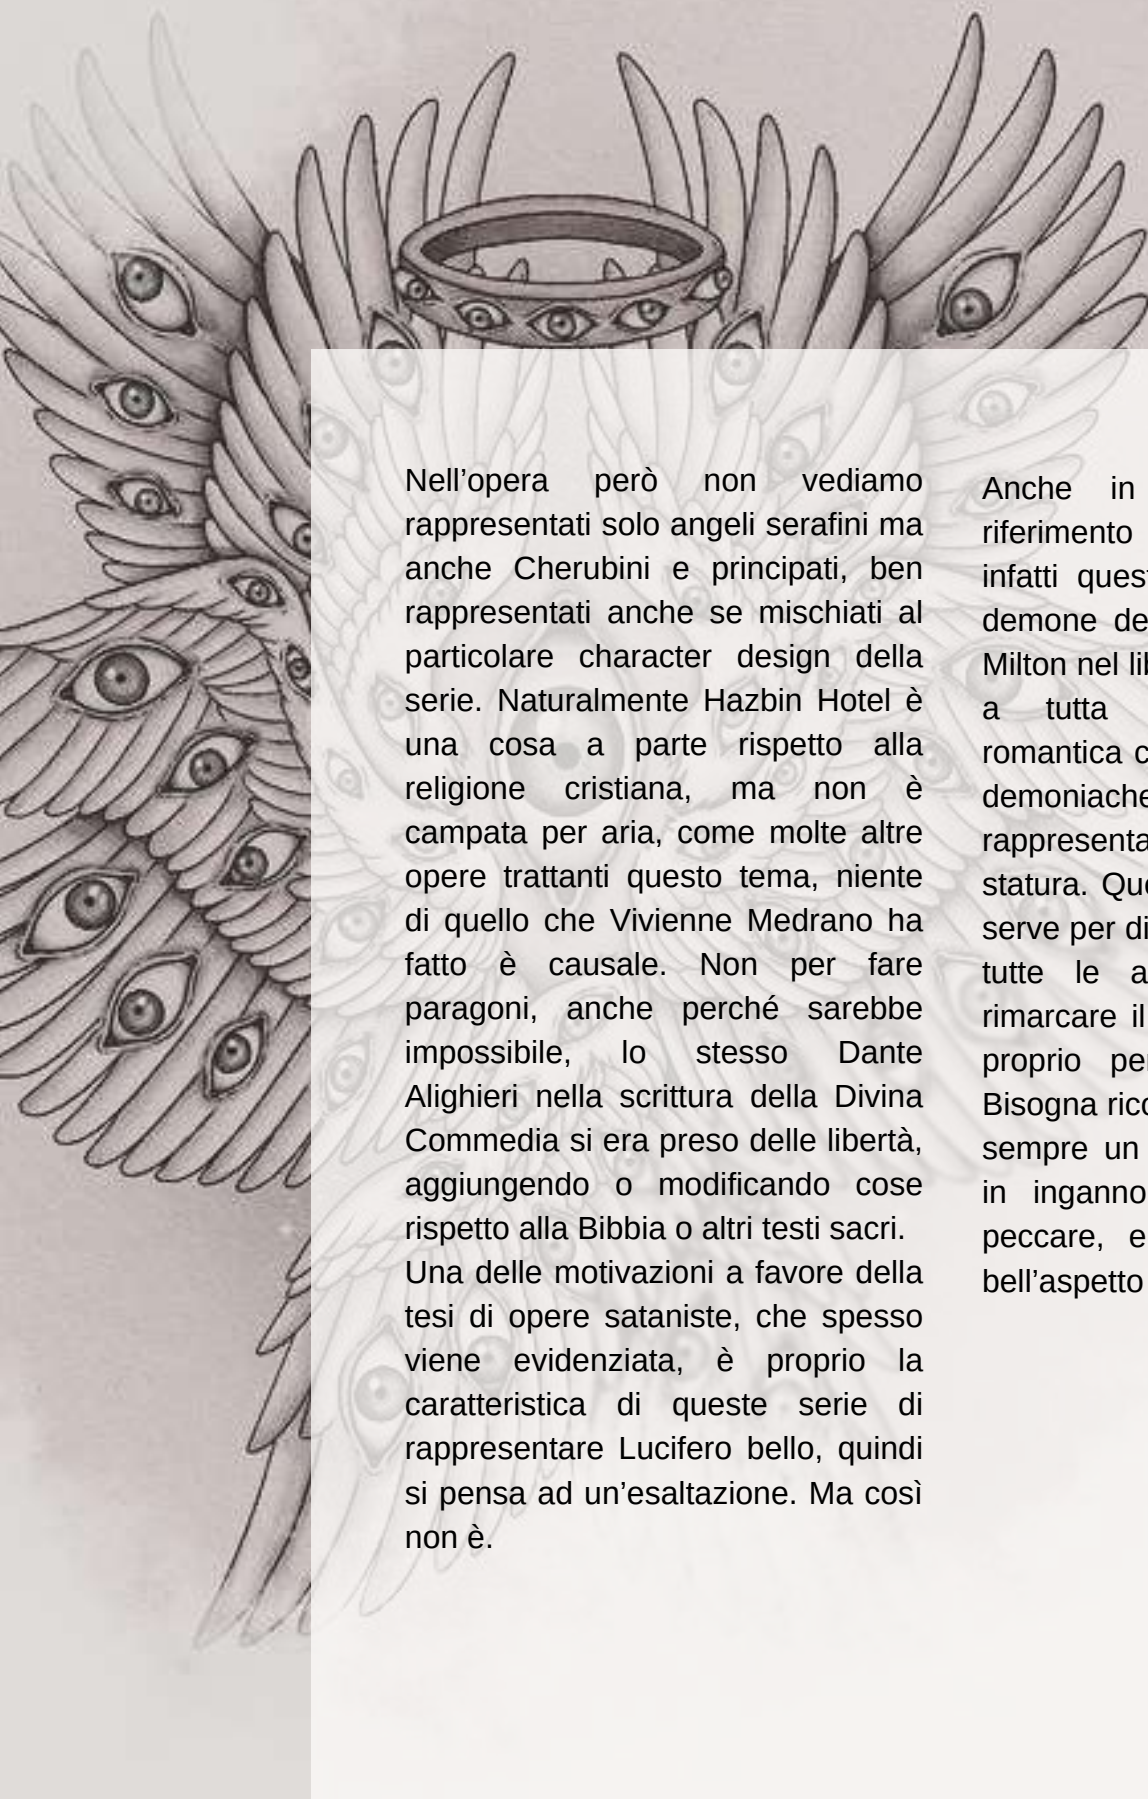 Nell’opera però non vediamo
rappresentati solo angeli serafini ma
anche Cherubini e principati, ben
rappresentati anche se mischiati al
particolare character design della
serie. Naturalmente Hazbin Hotel è
una cosa a parte rispetto alla
religione cristiana, ma non è
campata per aria, come molte altre
opere trattanti questo tema, niente
di quello che Vivienne Medrano ha
fatto è causale. Non per fare
paragoni, anche perché sarebbe
impossibile, lo stesso Dante
Alighieri nella scrittura della Divina
Commedia si era preso delle libertà,
aggiungendo o modificando cose
rispetto alla Bibbia o altri testi sacri.
Una delle motivazioni a favore della
tesi di opere sataniste, che spesso
viene evidenziata, è proprio la
caratteristica di queste serie di
rappresentare Lucifero bello, quindi
si pensa ad un’esaltazione. Ma così
non è.
Anche in
riferimento
infatti
demone
Milton nel
a tutta
romantica
demoniache
statura.
serve per
tutte le
rimarcare il
proprio
Bisogna
sempre un
in inganno
peccare, e
bell’aspetto